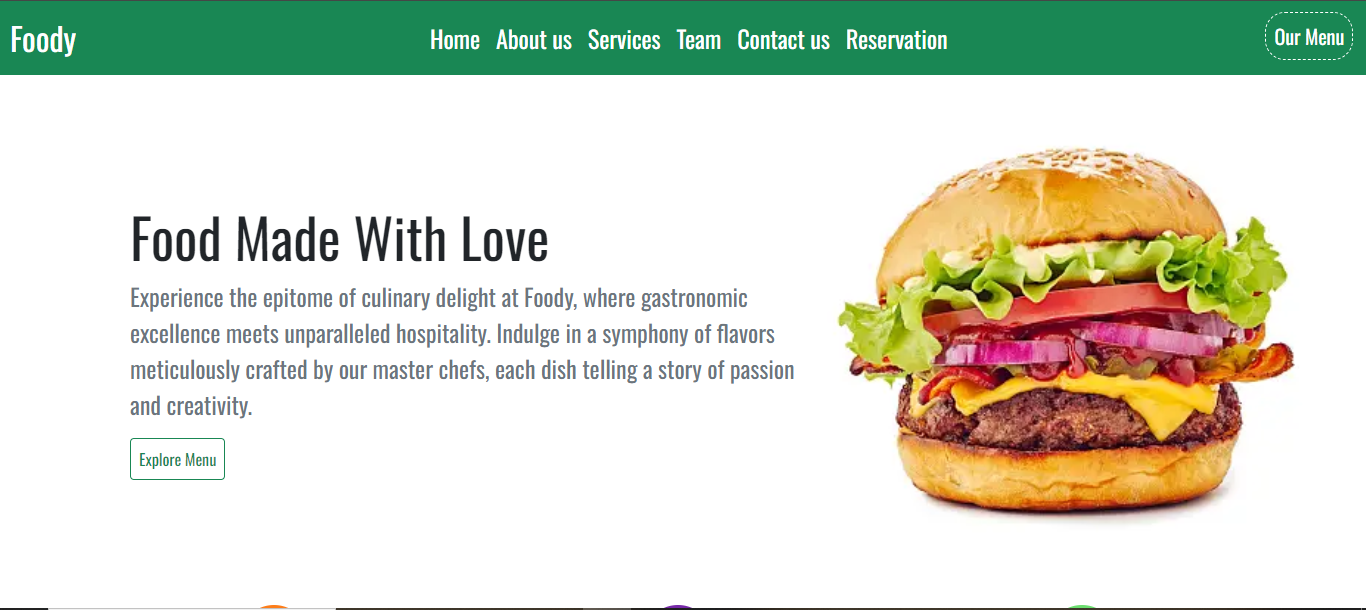 Foody
Home About us Services Team Contact us Reservation
Our Menu
Food Made With Love
Experience the epitome of culinary delight at Foody, where gastronomic
excellence meets unparalleled hospitality. Indulge in a symphony of flavors
meticulously crafted by our master chefs, each dish telling a story of passion
and creativity.
Explore Menu